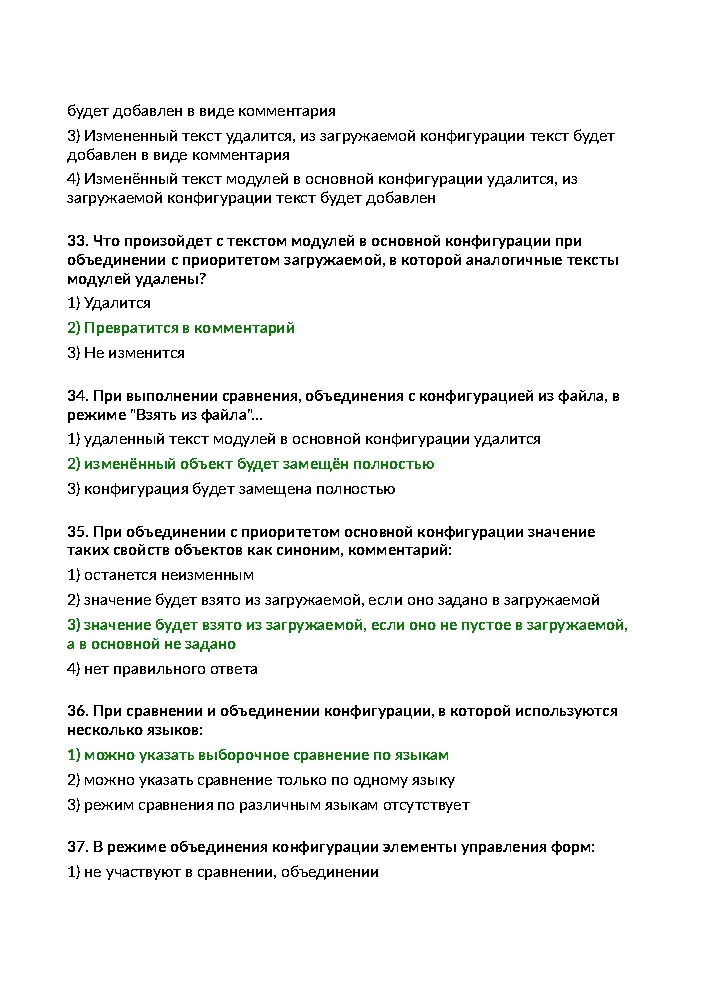 будет добавлен в виде комментария
3) Измененный текст удалится, из загружаемой конфигурации текст будет
добавлен в виде комментария
4) Изменённый текст модулей в основной конфигурации удалится, из
загружаемой конфигурации текст будет добавлен
33. Что произойдет с текстом модулей в основной конфигурации при
объединении с приоритетом загружаемой, в которой аналогичные тексты
модулей удалены?
1) Удалится
2) Превратится в комментарий
3) Не изменится
34. При выполнении сравнения, объединения с конфигурацией из файла, в
режиме "Взять из файла"...
1) удаленный текст модулей в основной конфигурации удалится
2) изменённый объект будет замещён полностью
3) конфигурация будет замещена полностью
35. При объединении с приоритетом основной конфигурации значение
таких свойств объектов как синоним, комментарий:
1) останется неизменным
2) значение будет взято из загружаемой, если оно задано в загружаемой
3) значение будет взято из загружаемой, если оно не пустое в загружаемой,
а в основной не задано
4) нет правильного ответа
36. При сравнении и объединении конфигурации, в которой используются
несколько языков:
1) можно указать выборочное сравнение по языкам
2) можно указать сравнение только по одному языку
3) режим сравнения по различным языкам отсутствует
37. В режиме объединения конфигурации элементы управления форм:
1) не участвуют в сравнении, объединении